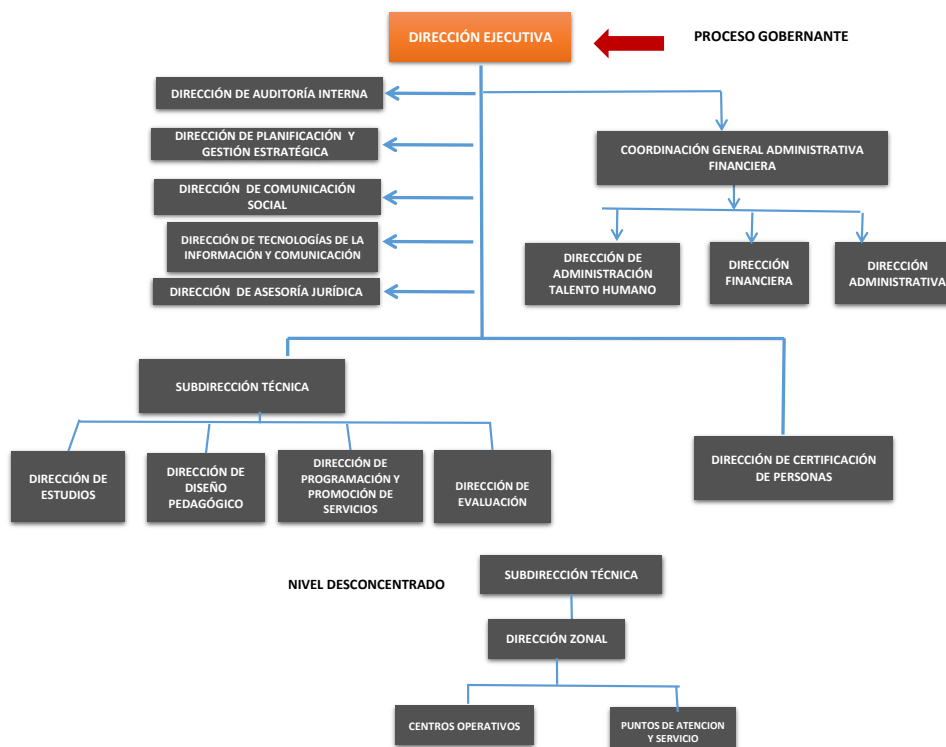 DIRECCIÓN EJECUTIVA
PROCESO GOBERNANTE
DIRECCIÓN DE AUDITORÍA INTERNA
DIRECCIÓN DE PLANIFICACIÓN Y
GESTIÓN ESTRATÉGICA
COORDINACIÓN GENERAL ADMINISTRATIVA
FINANCIERA
DIRECCIÓN DE COMUNICACIÓN
SOCIAL
DIRECCIÓN DE TECNOLOGÍAS DE LA
INFORMACIÓN Y COMUNICACIÓN
DIRECCIÓN DE ASESORÍA JURÍDICA
DIRECCIÓN DE
ADMINISTRACIÓN
TALENTO HUMANO
DIRECCIÓN
FINANCIERA
DIRECCIÓN
ADMINISTRATIVA
SUBDIRECCIÓN TÉCNICA
DIRECCIÓN DE
ESTUDIOS
DIRECCIÓN DE
DISEÑO
PEDAGÓGICO
DIRECCIÓN DE
PROGRAMACIÓN Y
PROMOCIÓN DE
SERVICIOS
DIRECCIÓN DE
EVALUACIÓN
DIRECCIÓN DE CERTIFICACIÓN
DE PERSONAS
NIVEL DESCONCENTRADO
SUBDIRECCIÓN TÉCNICA
DIRECCIÓN ZONAL
CENTROS OPERATIVOS
PUNTOS DE ATENCION
Y SERVICIO